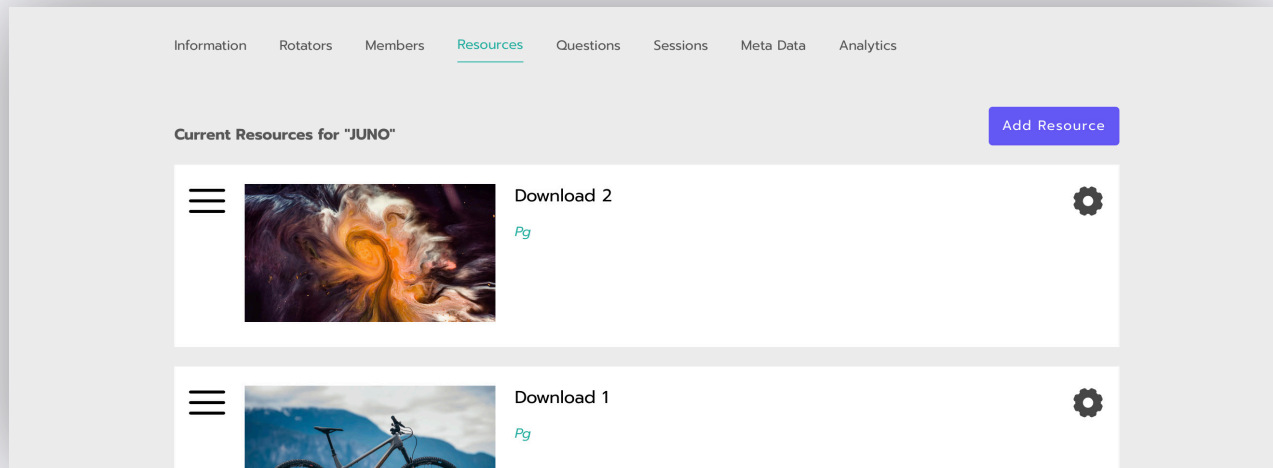 Information Rotators Members Resources Questions Sessions Meta Data Analytics
Current Resources for "JUNO"
Add Resource
Download 2
Pg
Download 1
Pg